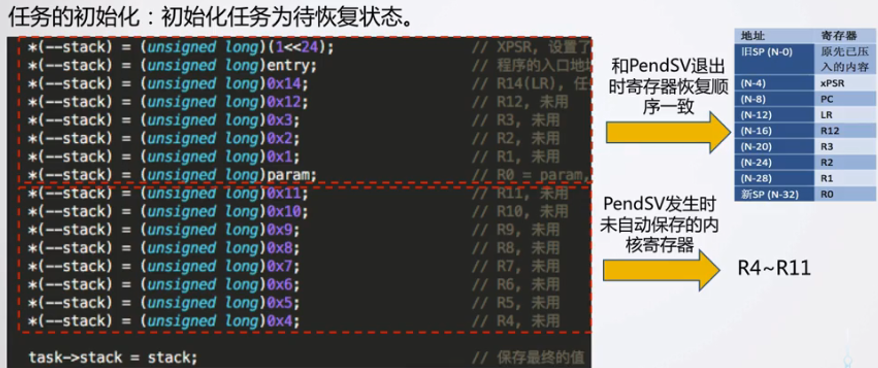 任务的初始化：初始化任务为待恢复状态。
*(--stack) = (unsigned long)(1<<24); // XPSR, 设置了
*(--stack) = (unsigned long)entry; // 程序的入口地址
*(--stack) = (unsigned long)0x14; // R14(LR), 任
*(--stack) = (unsigned long)0x12; // R12, 未用
*(--stack) = (unsigned long)0x3; // R3, 未用
*(--stack) = (unsigned long)0x2; // R2, 未用
*(--stack) = (unsigned long)0x1; // R1, 未用
*(--stack) = (unsigned long)param; // R0 = param,
*(--stack) = (unsigned long)0x11; // R11, 未用
*(--stack) = (unsigned long)0x10; // R10, 未用
*(--stack) = (unsigned long)0x9; // R9, 未用
*(--stack) = (unsigned long)0x8; // R8, 未用
*(--stack) = (unsigned long)0x7; // R7, 未用
*(--stack) = (unsigned long)0x6; // R6, 未用
*(--stack) = (unsigned long)0x5; // R5, 未用
*(--stack) = (unsigned long)0x4; // R4, 未用
task->stack = stack; // 保存最终的值
和PendSV退出
时寄存器恢复顺
序一致
PendSV发生时
未自动保存的内
核寄存器
地址 寄存器
旧SP (N-0) 原先已压
入的内容
(N-4) xPSR
(N-8) PC
(N-12) LR
(N-16) R12
(N-20) R3
(N-24) R2
(N-28) R1
新SP (N-32) R0
R4~R11